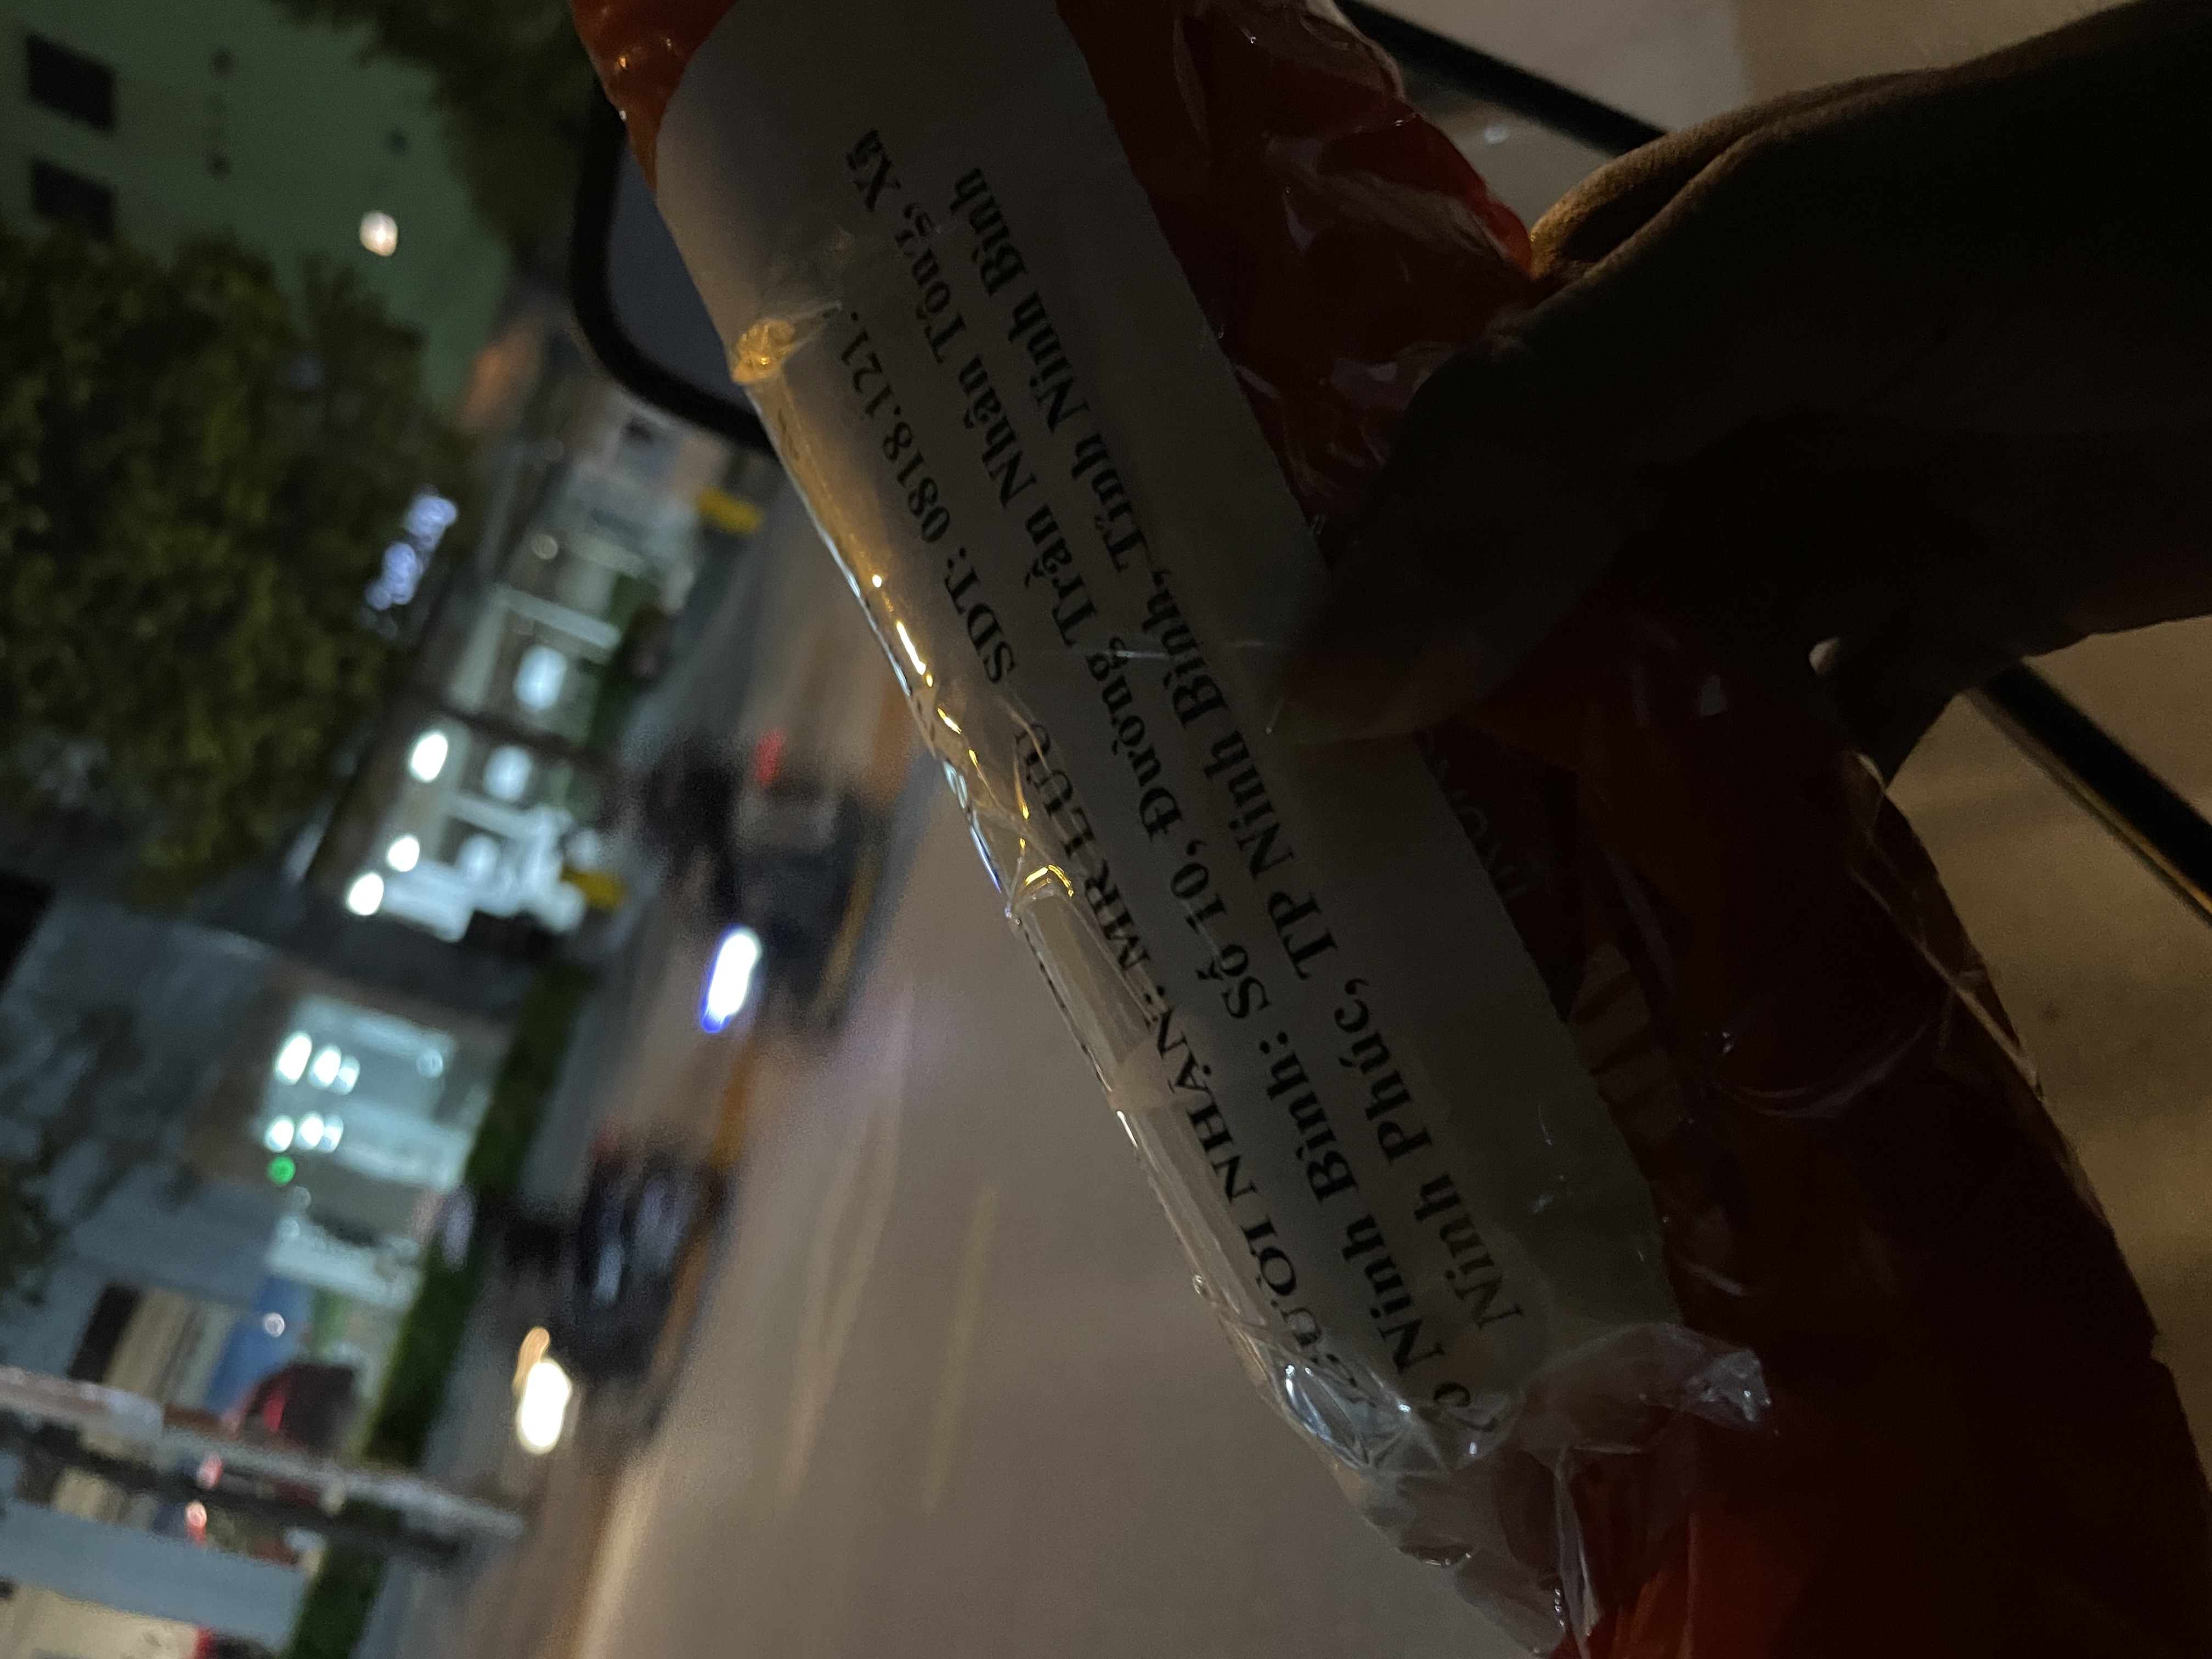 NGƯỜI NHẬN: MR LƯU SDT: 0818.121.
Ninh Bình: Số 10, Đường Trần Nhân Tông, Xã
Ninh Phúc, TP Ninh Bình, Tỉnh Ninh Bình